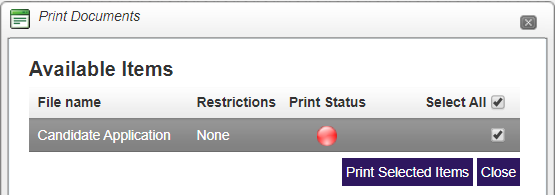 Print Documents
Available Items
File name Restrictions Print Status Select All
Candidate Application None
Print Selected Items Close